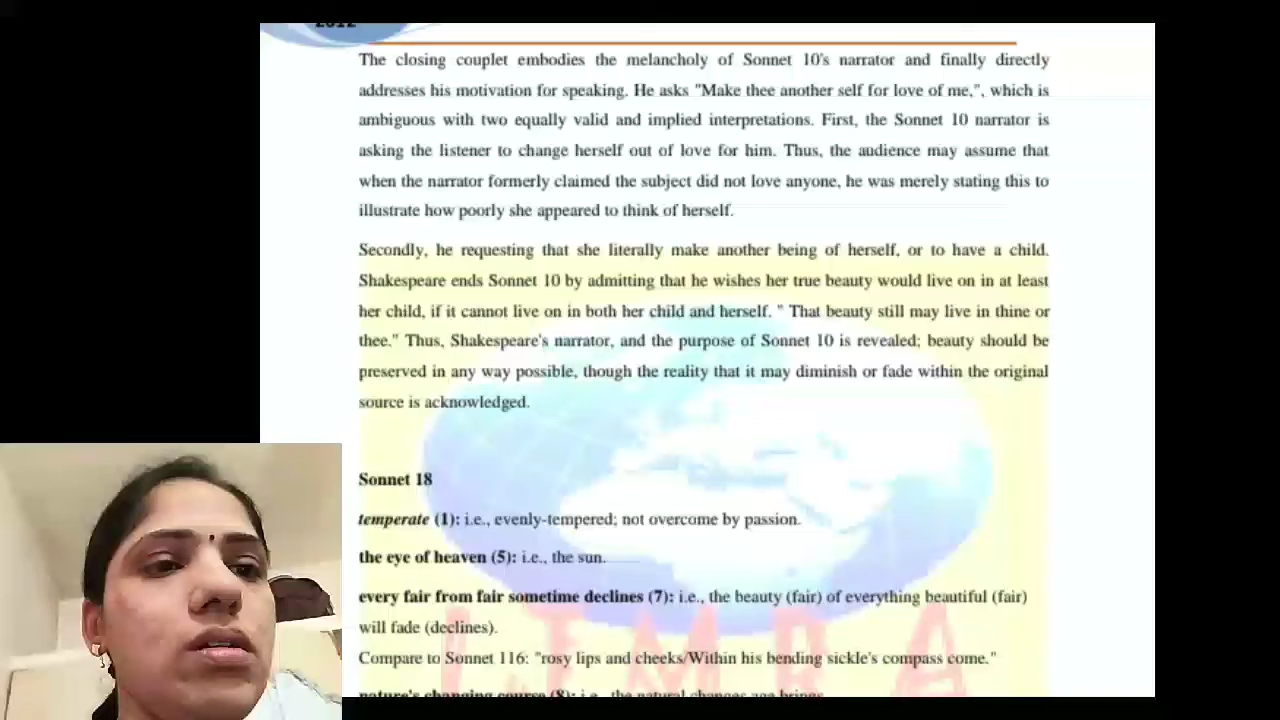 2012
The closing couplet embodies the melancholy of Sonnet 10's narrator and finally directly
addresses his motivation for speaking. He asks "Make thee another self for love of me,", which is
ambiguous with two equally valid and implied interpretations. First, the Sonnet 10 narrator is
asking the listener to change herself out of love for him. Thus, the audience may assume that
when the narrator formerly claimed the subject did not love anyone, he was merely stating this to
illustrate how poorly she appeared to think of herself.
Secondly, he requesting that she literally make another being of herself, or to have a child.
Shakespeare ends Sonnet 10 by admitting that he wishes her true beauty would live on in at least
her child, if it cannot live on in both her child and herself. " That beauty still may live in thine or
thee." Thus, Shakespeare's narrator, and the purpose of Sonnet 10 is revealed; beauty should be
preserved in any way possible, though the reality that it may diminish or fade within the original
source is acknowledged.
Sonnet 18
temperate (1): i.e., evenly-tempered; not overcome by passion.
the eye of heaven (5): i.e., the sun.
every fair from fair sometime declines (7): i.e., the beauty (fair) of everything beautiful (fair)
will fade (declines).
Compare to Sonnet 116: "rosy lips and cheeks/Within his bending sickle's compass come."
nature's changing course (8): i.e., the natural changes age brings.